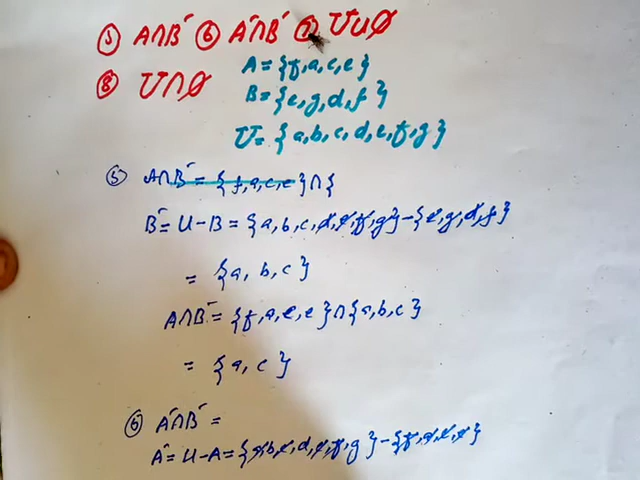 ⑤ A∩B⁻ ⑥ A⁻∩B⁻ ⑦ U∪∅
⑧ U∩∅
A = {f,a,c,e}
B = {e,g,d,f}
U = {a,b,c,d,e,f,g}
⑤ A∩B⁻ = {f,a,c,e}∩{
B⁻ = U-B = {a,b,c,d,e,f,g}-{e,g,d,f}
= {a, b, c}
A∩B⁻ = {f,a,c,e}∩{a,b,c}
= {a, c}
⑥ A⁻∩B⁻ =
A⁻ = U-A = {a,b,c,d,e,f,g}-{f,a,c,e}